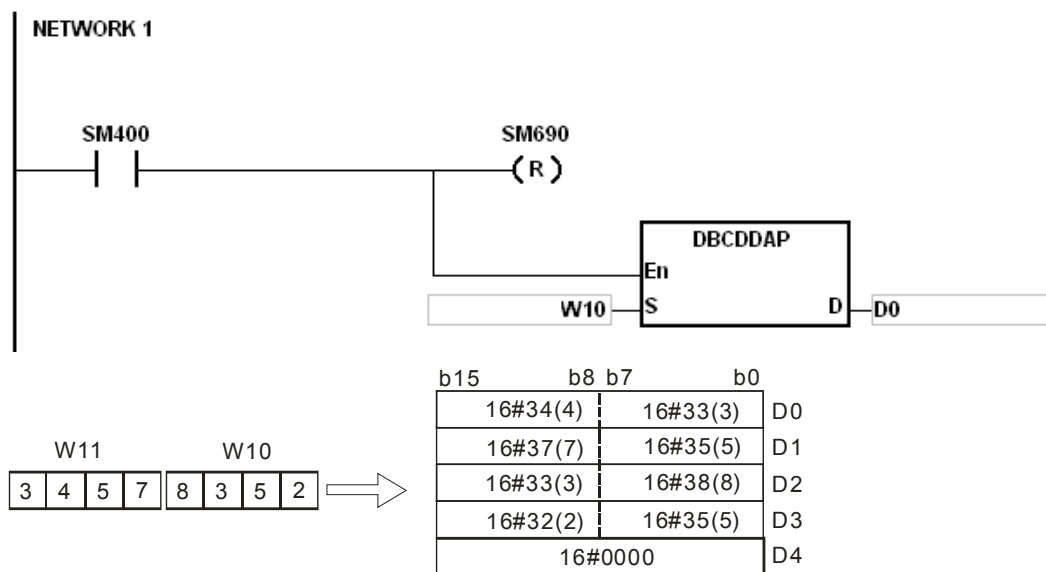 NETWORK 1
SM400 SM690
( R )
DBCDDAP
En
W10 S D D0
b15 b8 b7 b0
16#34(4) 16#33(3) D0
W11 W10 16#37(7) 16#35(5) D1
3 4 5 7 8 3 5 2 16#33(3) 16#38(8) D2
16#32(2) 16#35(5) D3
16#0000 D4